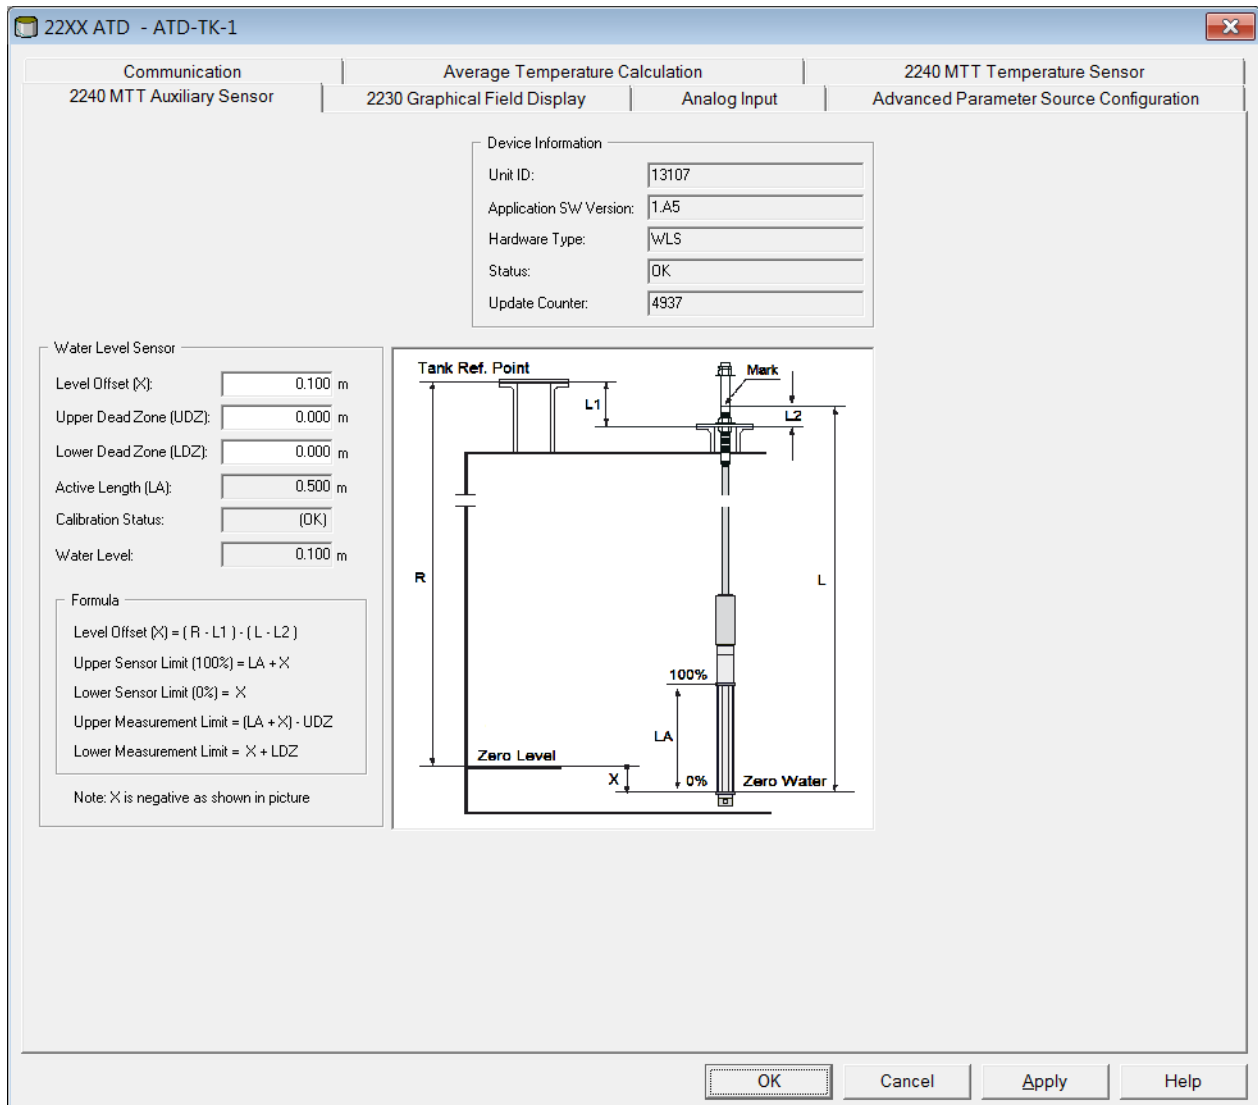 22XX ATD - ATD-TK-1
Communication
Average Temperature Calculation
2240 MTT Temperature Sensor
2240 MTT Auxiliary Sensor
2230 Graphical Field Display
Analog Input
Advanced Parameter Source Configuration
Device Information
Unit ID: 13107
Application SW Version: 1.A5
Hardware Type: WLS
Status: OK
Update Counter: 4937
Water Level Sensor
Level Offset (X): 0.100 m
Upper Dead Zone (UDZ): 0.000 m
Lower Dead Zone (LDZ): 0.000 m
Active Length (LA): 0.500 m
Calibration Status: (OK)
Water Level: 0.100 m
Formula
Level Offset (X) = ( R - L1 ) - ( L - L2 )
Upper Sensor Limit (100%) = LA + X
Lower Sensor Limit (0%) = X
Upper Measurement Limit = (LA + X) - UDZ
Lower Measurement Limit = X + LDZ
Note: X is negative as shown in picture
Tank Ref. Point
Mark
L1
L2
R
L
100%
LA
Zero Level
X
0%
Zero Water
OK
Cancel
Apply
Help